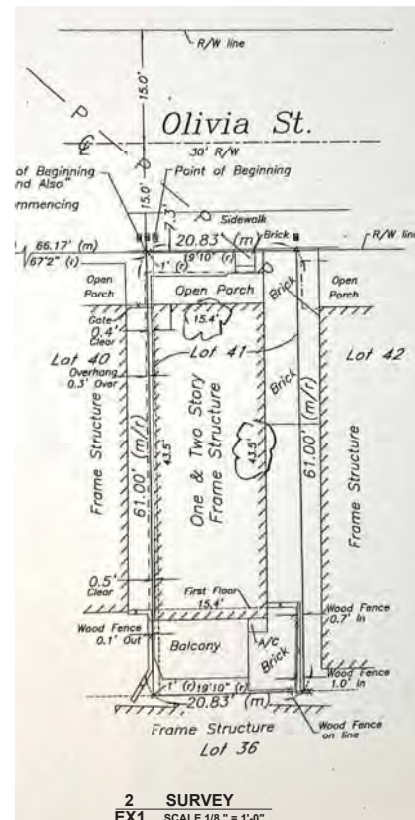 R/W line
15.0'
P
Olivia St.
℄
30' R/W
P
15.0'
P
of Beginning
nd Also"
mmencing
Point of Beginning
7.3'
P
Sidewalk
20.83' (m)
Brick
R/W line
66.17' (m)
67'2" (r)
1' (r)
19'10" (r)
Open
Porch
Open Porch
Brick
Open
Porch
Gate
0.4'
Clear
15.4'
Lot 40
Lot 41
Lot 42
Overhang
0.3' Over
Frame Structure
61.00' (m/r)
43.5'
One & Two Story
Frame Structure
43.5'
Brick
61.00' (m/r)
Frame Structure
0.5'
Clear
First Floor
15.4'
Wood Fence
0.1' Out
Balcony
A/C
Brick
Wood Fence
0.7' In
Wood Fence
1.0' In
1' (r)
19'10" (r)
20.83' (m)
Frame Structure
Lot 36
Wood Fence
on line
2 SURVEY
EX1 SCALE 1/8 " = 1'-0"